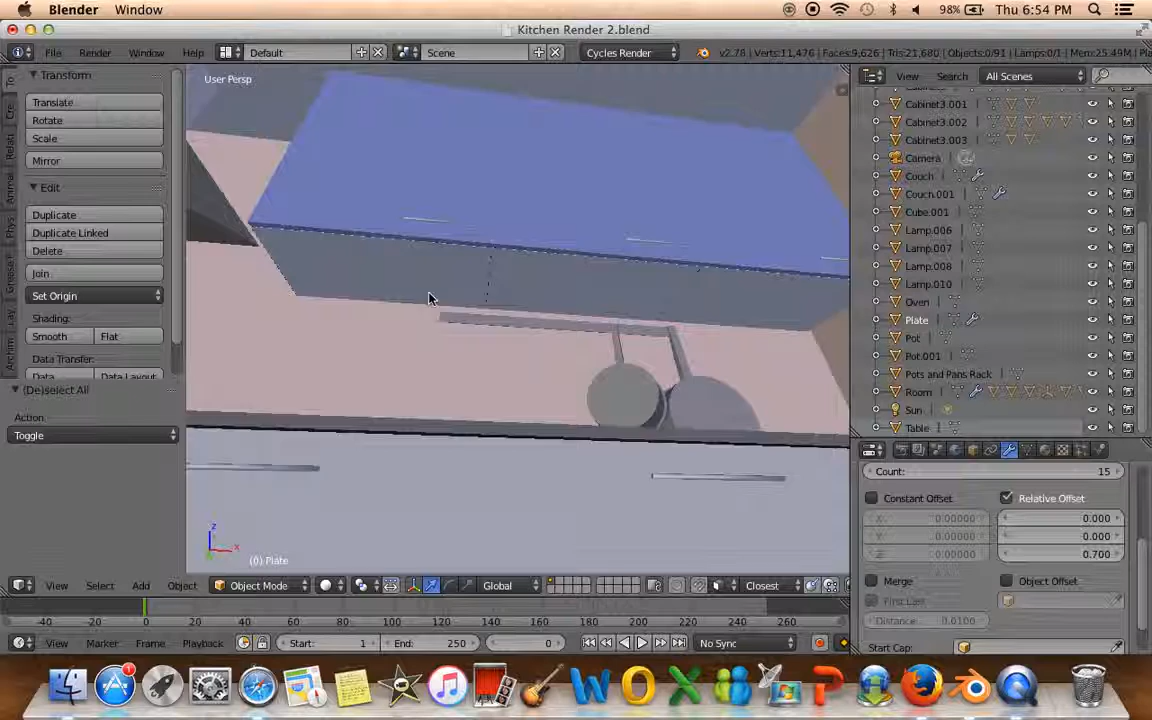 Blender Window 98% Thu 6:54 PM
Kitchen Render 2.blend
File Render Window Help Default Scene Cycles Render v2.78 | Verts:11,476 | Faces:9,626 | Tris:21,680 | Objects:0/91 | Lamps:0/1 | Mem:25.49M
Transform
Translate
Rotate
Scale
Mirror
Edit
Duplicate
Duplicate Linked
Delete
Join
Set Origin
Shading:
Smooth Flat
Data Transfer:
Data Data Layout
(De)select All
Action:
Toggle
User Persp
(0) Plate
View Search All Scenes
Cabinet3.001
Cabinet3.002
Cabinet3.003
Camera
Couch
Couch.001
Cube.001
Lamp.006
Lamp.007
Lamp.008
Lamp.010
Oven
Plate
Pot
Pot.001
Pots and Pans Rack
Room
Sun
Table
Count: 15
Constant Offset Relative Offset
X: 0.00000 0.000
Y: 0.00000 0.000
Z: 0.00000 0.700
Merge Object Offset
First Last
Distance: 0.0100
Start Cap:
View Select Add Object Object Mode Global Closest
-40 -20 0 20 40 60 80 100 120 140 160 180 200 220 240 260
View Marker Frame Playback Start: 1 End: 250 0 No Sync